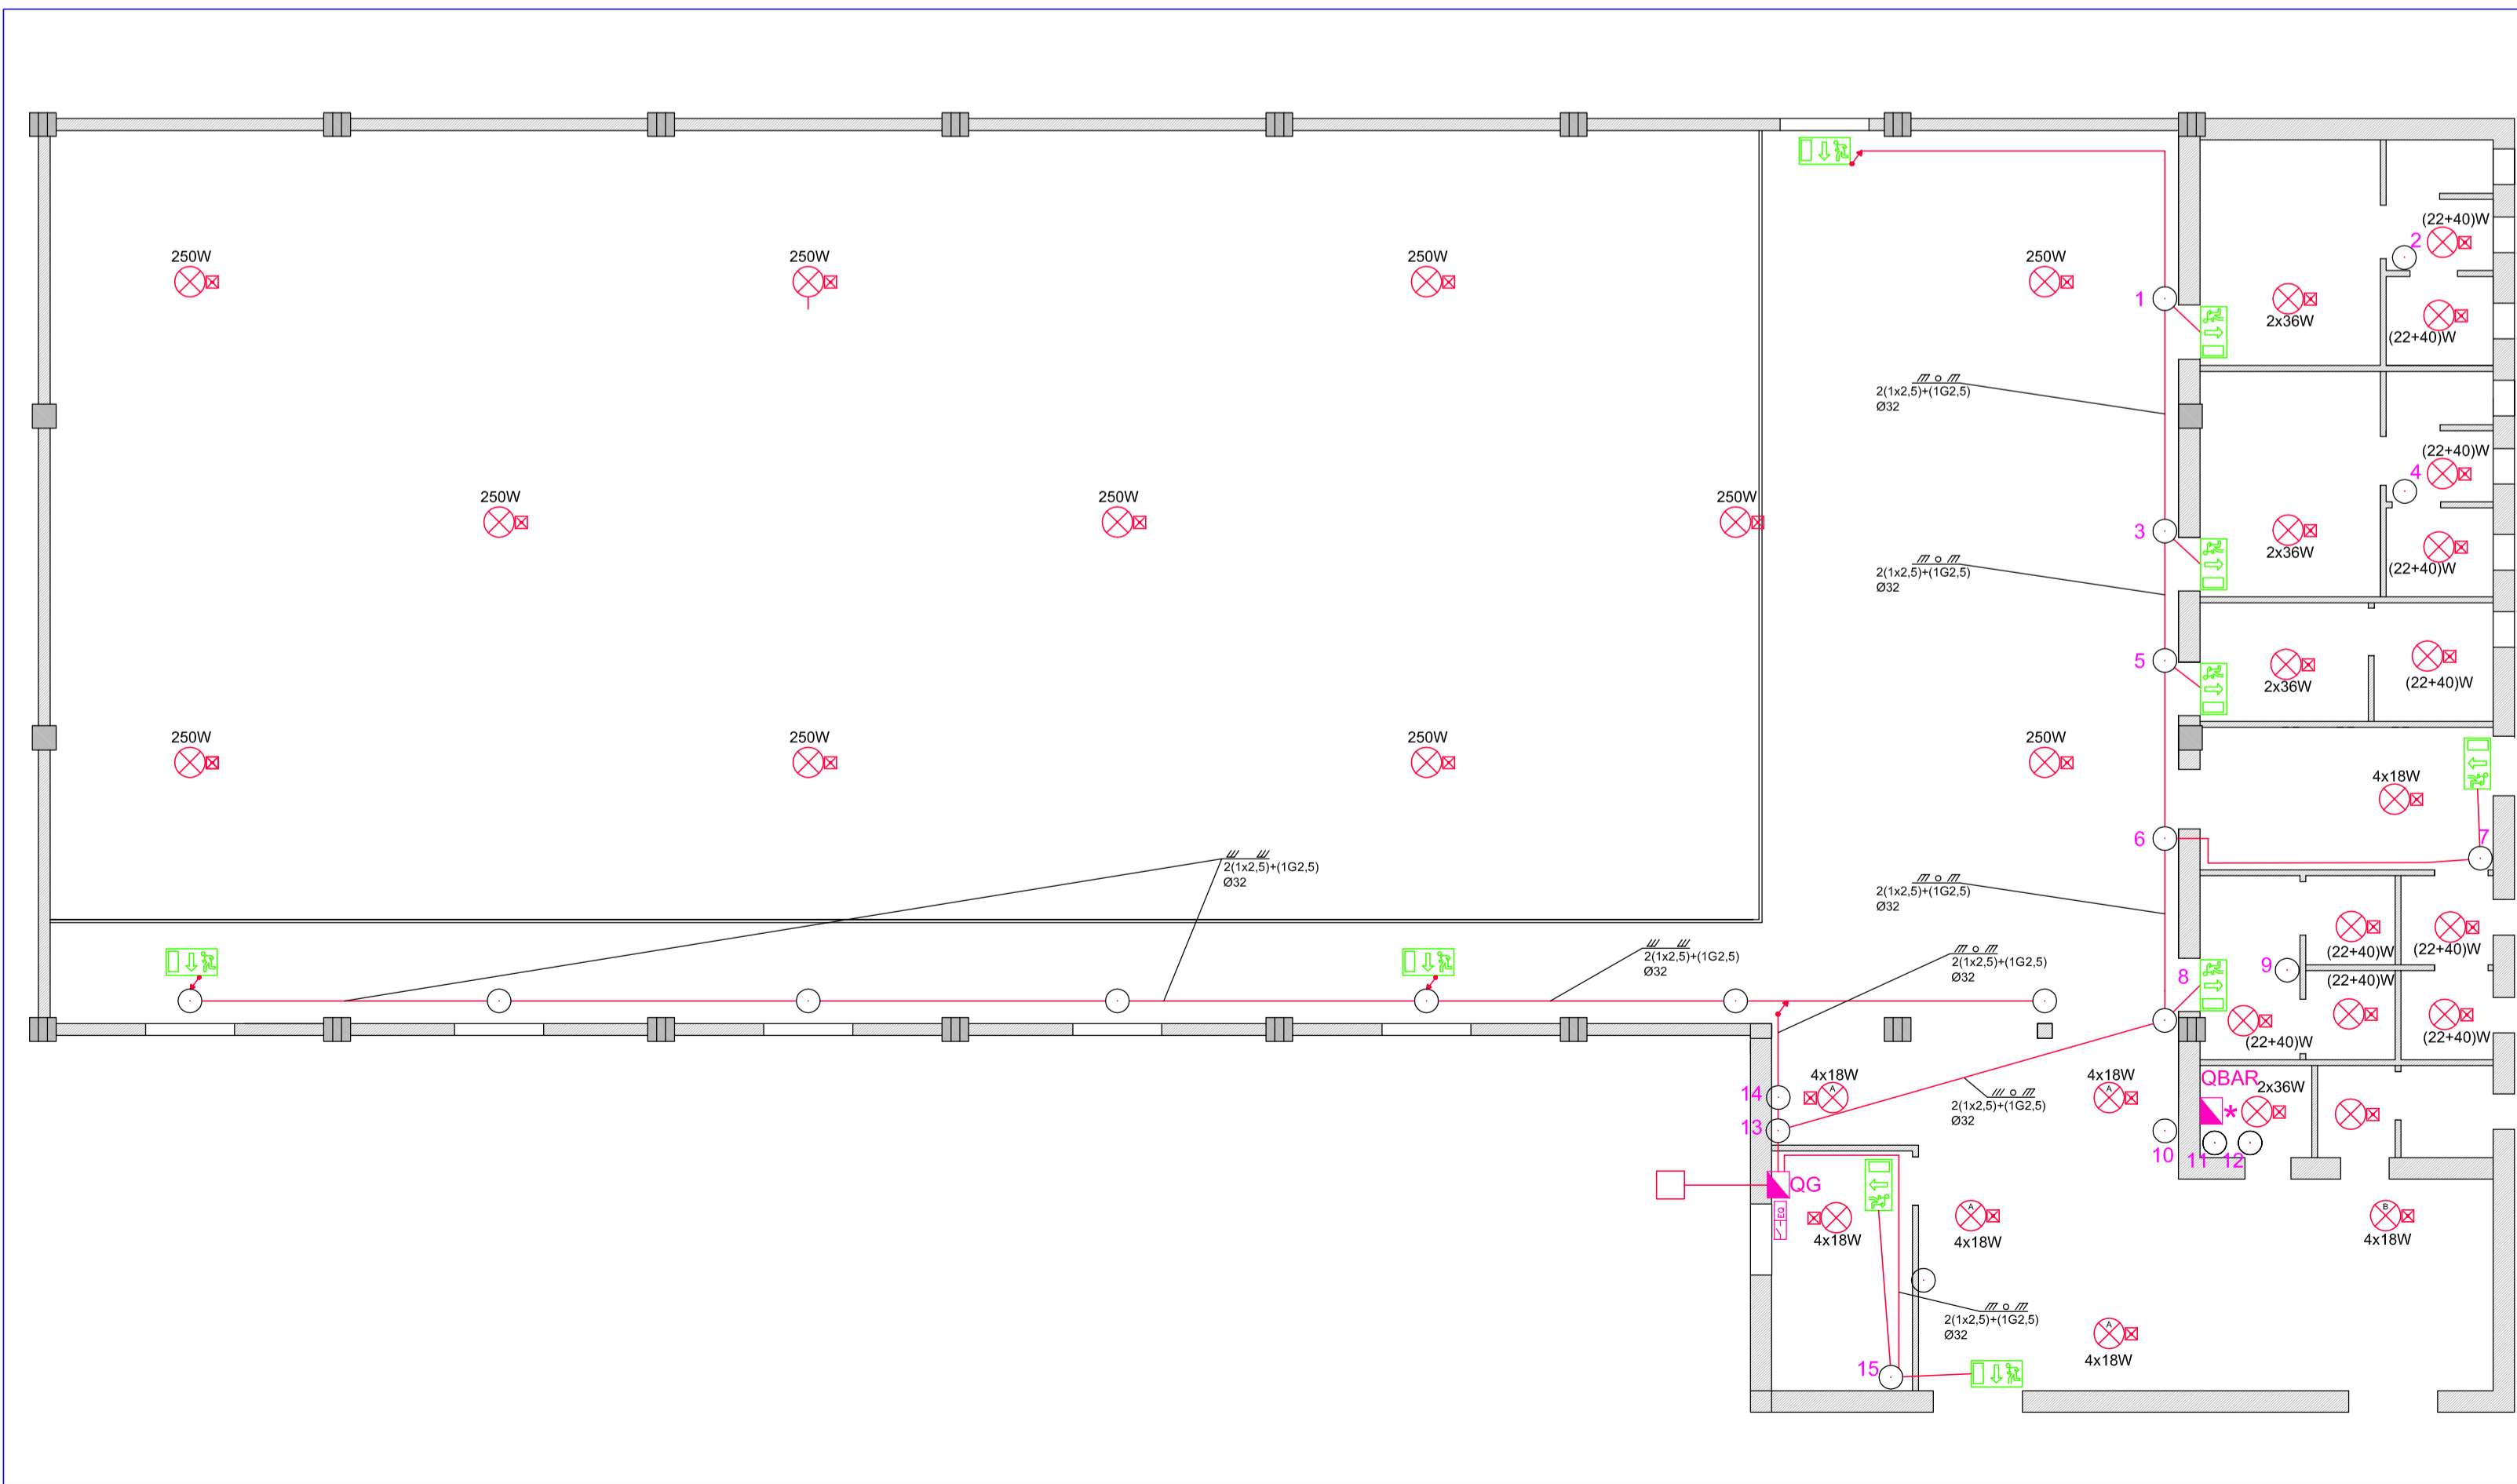 250W
250W
250W
250W
(22+40)W
2
1
2x36W
(22+40)W
2(1x2,5)+(1G2,5)
Ø32
(22+40)W
4
250W
250W
250W
3
2x36W
(22+40)W
2(1x2,5)+(1G2,5)
Ø32
5
2x36W
(22+40)W
250W
250W
250W
250W
4x18W
6
7
2(1x2,5)+(1G2,5)
Ø32
2(1x2,5)+(1G2,5)
Ø32
(22+40)W
(22+40)W
2(1x2,5)+(1G2,5)
Ø32
2(1x2,5)+(1G2,5)
Ø32
8
9
(22+40)W
(22+40)W
(22+40)W
14
4x18W
A
4x18W
A
QBAR
2x36W
*
2(1x2,5)+(1G2,5)
Ø32
13
10
11
12
QG
EQ
4x18W
A
4x18W
B
4x18W
2(1x2,5)+(1G2,5)
Ø32
A
4x18W
15